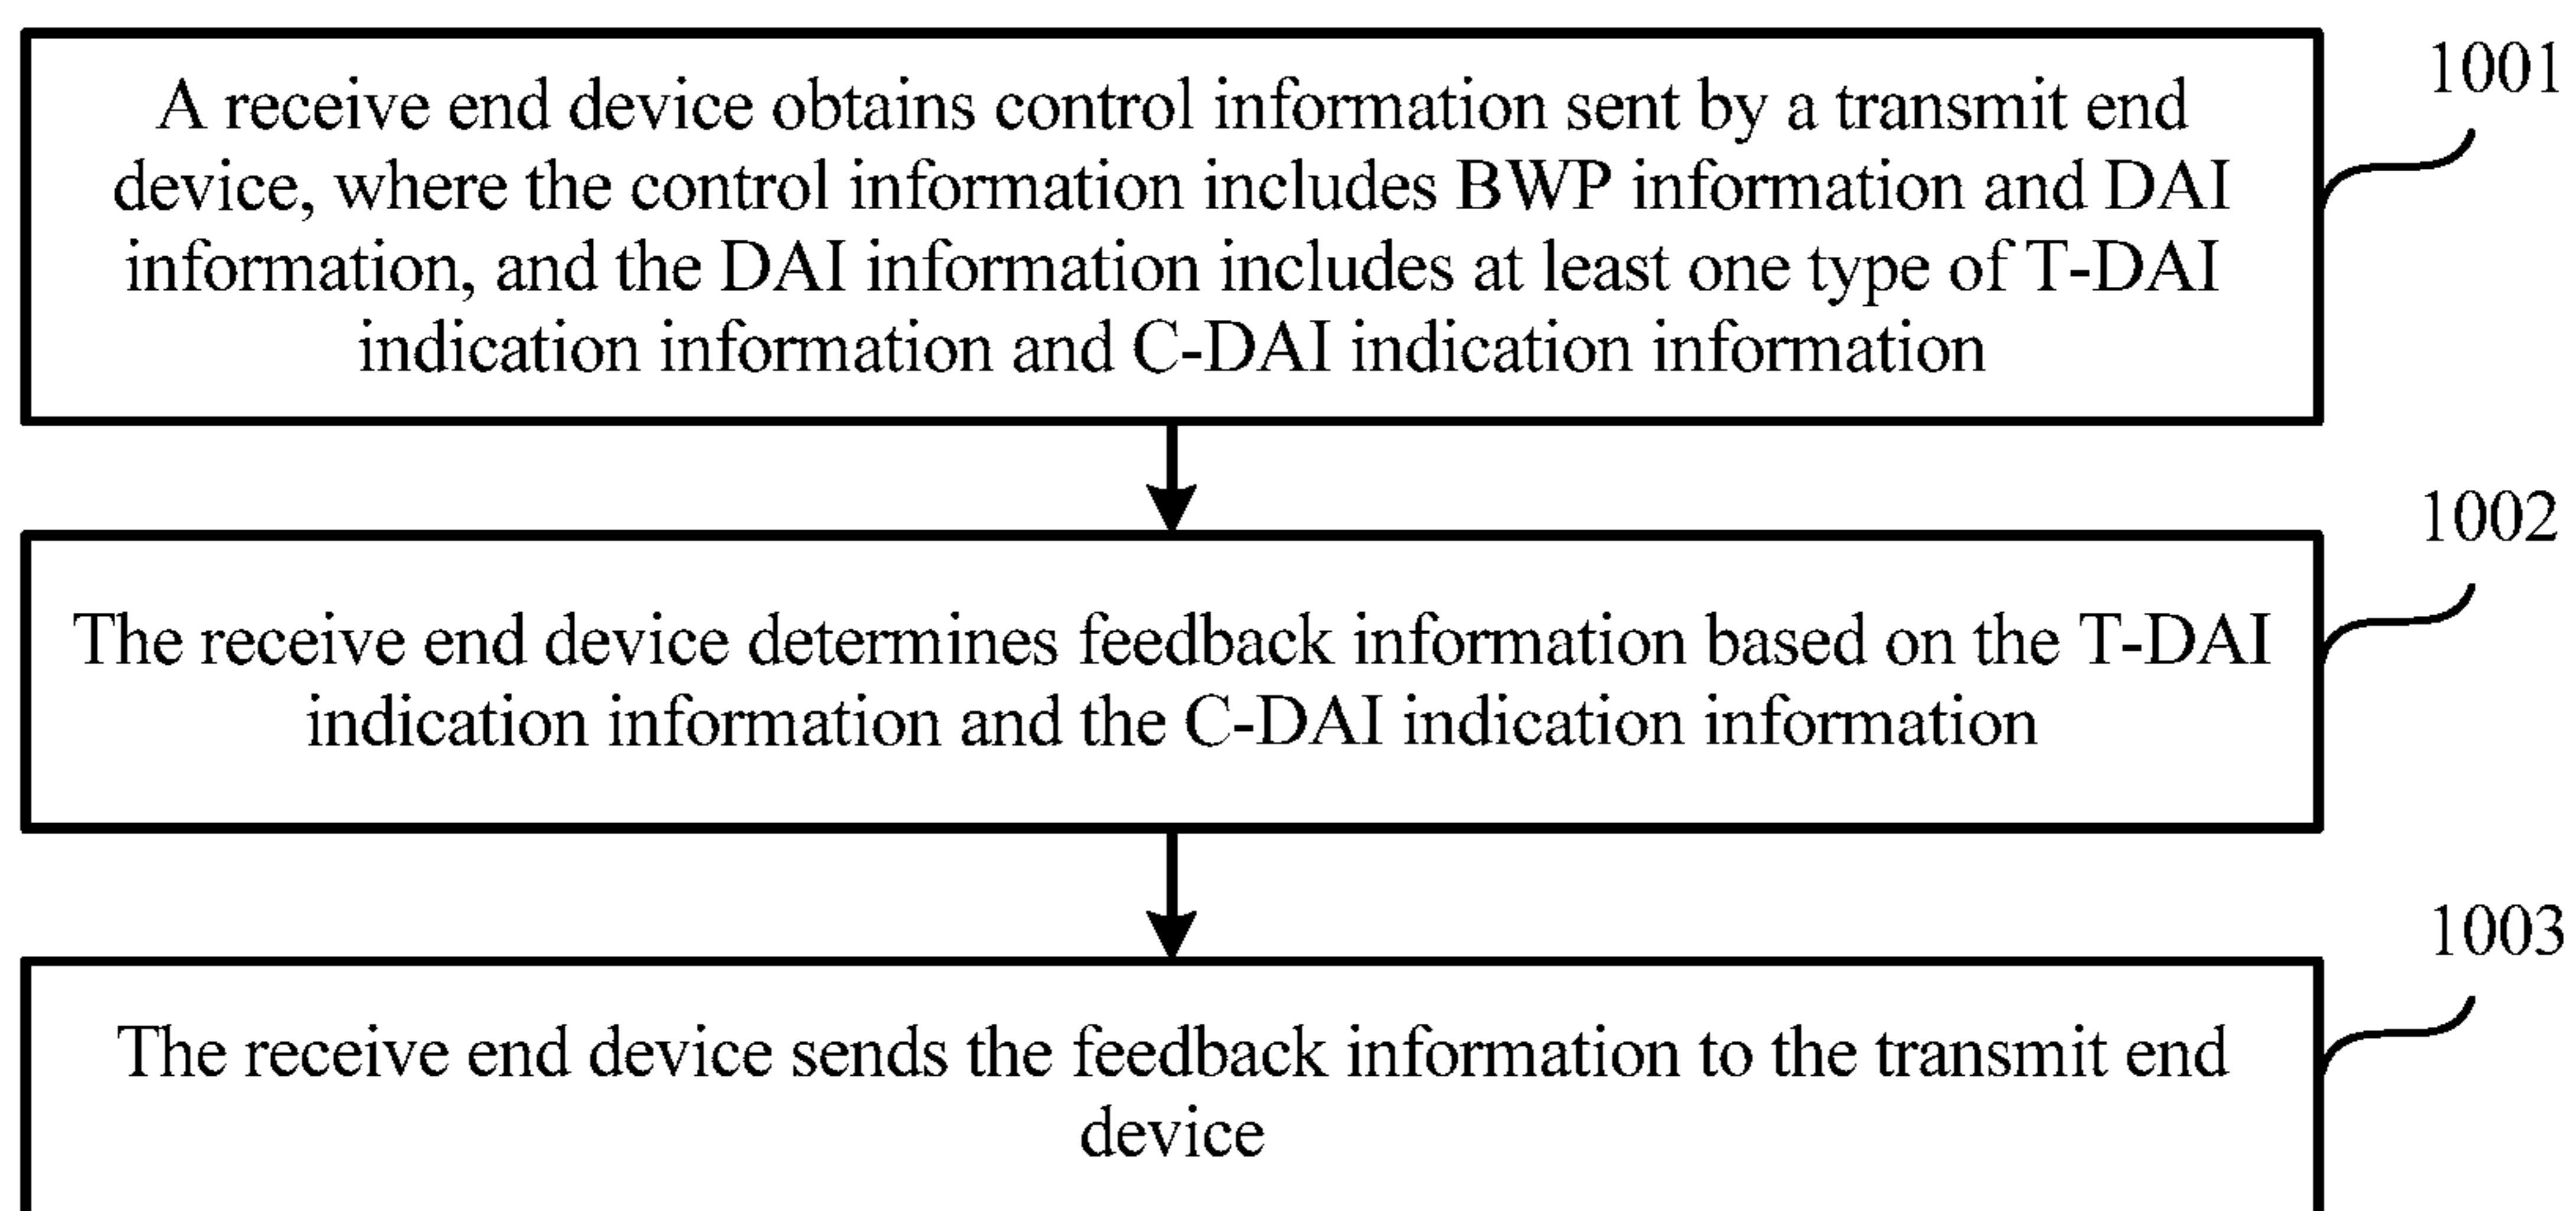 A receive end device obtains control information sent by a transmit end
device, where the control information includes BWP information and DAI
information, and the DAI information includes at least one type of T-DAI
indication information and C-DAI indication information
1001
The receive end device determines feedback information based on the T-DAI
indication information and the C-DAI indication information
1002
The receive end device sends the feedback information to the transmit end
device
1003